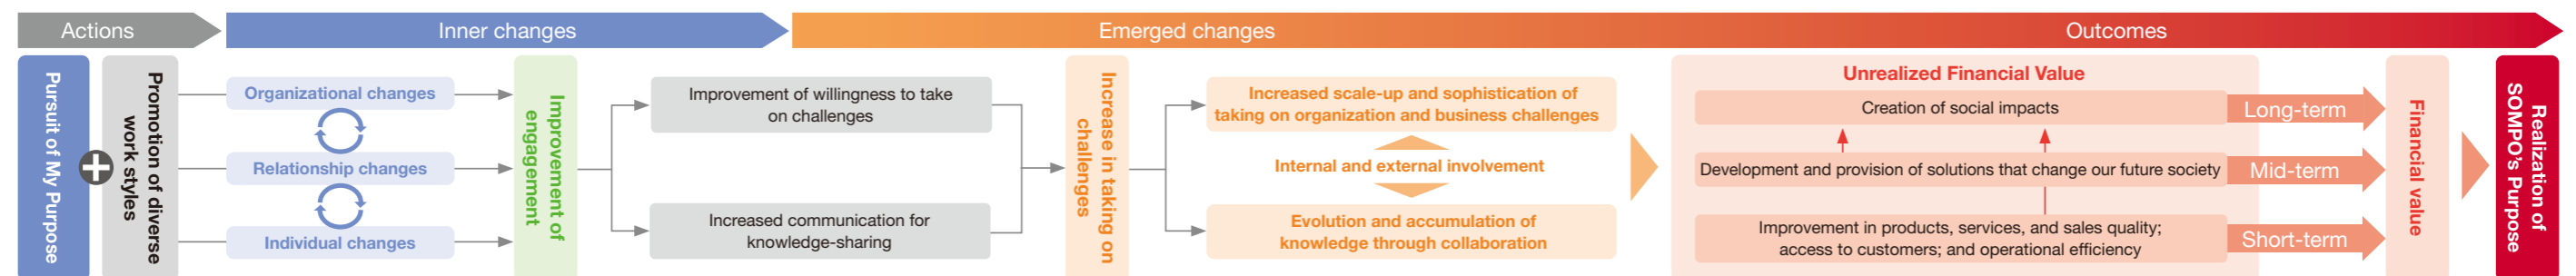 Actions
Inner changes
Emerged changes
Outcomes
Pursuit of My Purpose
Promotion of diverse
work styles
Organizational changes
Relationship changes
Individual changes
Improvement of
engagement
Improvement of willingness to take
on challenges
Increased communication for
knowledge-sharing
Increase in taking on
challenges
Increased scale-up and sophistication of
taking on organization and business challenges
Internal and external involvement
Evolution and accumulation of
knowledge through collaboration
Unrealized Financial Value
Creation of social impacts
Development and provision of solutions that change our future society
Improvement in products, services, and sales quality;
access to customers; and operational efficiency
Long-term
Mid-term
Short-term
Financial value
Realization of
SOMPO's Purpose